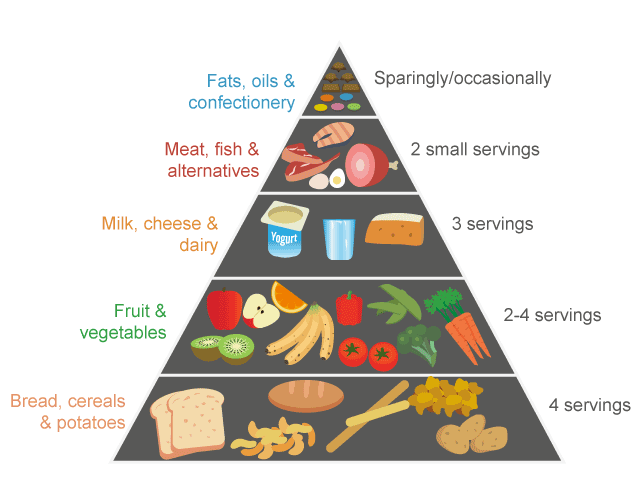 Fats, oils &
confectionery
Sparingly/occasionally
Meat, fish &
alternatives
2 small servings
Milk, cheese &
dairy
Yogurt
3 servings
Fruit &
vegetables
2-4 servings
Bread, cereals
& potatoes
4 servings